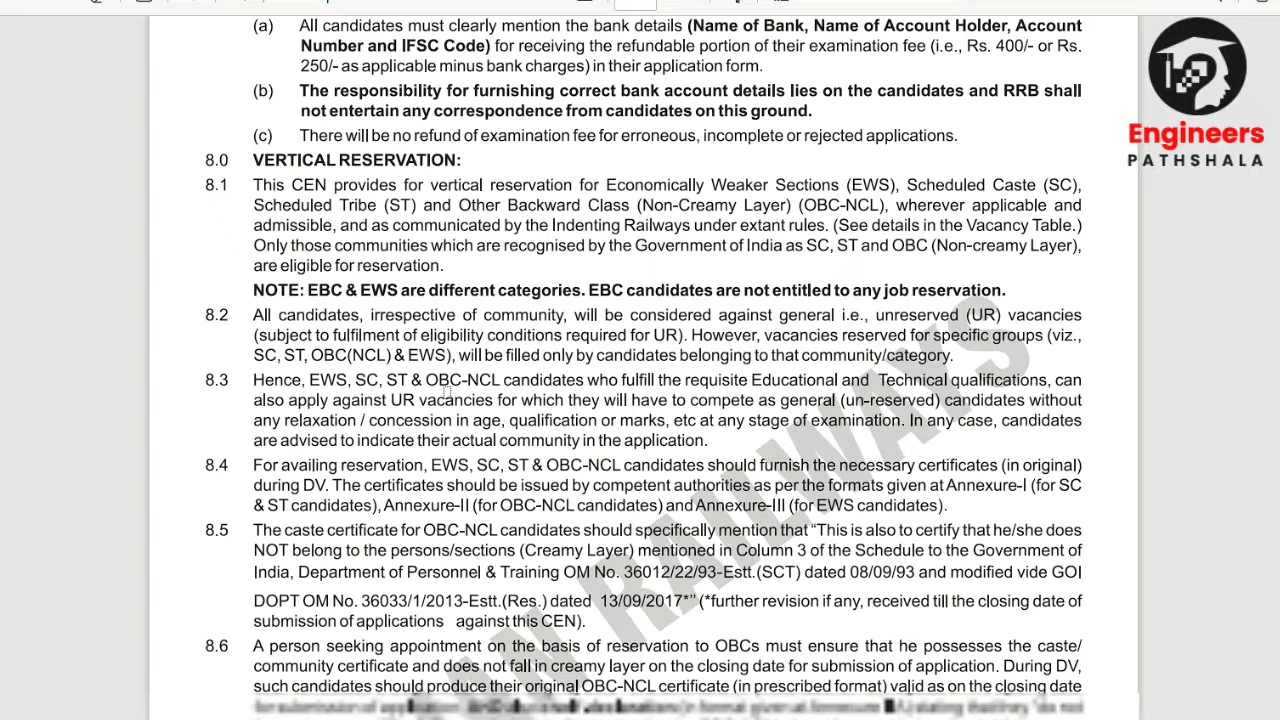 (a) All candidates must clearly mention the bank details (Name of Bank, Name of Account Holder, Account
Number and IFSC Code) for receiving the refundable portion of their examination fee (i.e., Rs. 400/- or Rs.
250/- as applicable minus bank charges) in their application form.
(b) The responsibility for furnishing correct bank account details lies on the candidates and RRB shall
not entertain any correspondence from candidates on this ground.
(c) There will be no refund of examination fee for erroneous, incomplete or rejected applications.
Engineers
PATHSHALA
8.0 VERTICAL RESERVATION:
8.1 This CEN provides for vertical reservation for Economically Weaker Sections (EWS), Scheduled Caste (SC),
Scheduled Tribe (ST) and Other Backward Class (Non-Creamy Layer) (OBC-NCL), wherever applicable and
admissible, and as communicated by the Indenting Railways under extant rules. (See details in the Vacancy Table.)
Only those communities which are recognised by the Government of India as SC, ST and OBC (Non-creamy Layer),
are eligible for reservation.
NOTE: EBC & EWS are different categories. EBC candidates are not entitled to any job reservation.
8.2 All candidates, irrespective of community, will be considered against general i.e., unreserved (UR) vacancies
(subject to fulfilment of eligibility conditions required for UR). However, vacancies reserved for specific groups (viz.,
SC, ST, OBC(NCL) & EWS), will be filled only by candidates belonging to that community/category.
8.3 Hence, EWS, SC, ST & OBC-NCL candidates who fulfill the requisite Educational and Technical qualifications, can
also apply against UR vacancies for which they will have to compete as general (un-reserved) candidates without
any relaxation / concession in age, qualification or marks, etc at any stage of examination. In any case, candidates
are advised to indicate their actual community in the application.
8.4 For availing reservation, EWS, SC, ST & OBC-NCL candidates should furnish the necessary certificates (in original)
during DV. The certificates should be issued by competent authorities as per the formats given at Annexure-I (for SC
& ST candidates), Annexure-II (for OBC-NCL candidates) and Annexure-III (for EWS candidates).
8.5 The caste certificate for OBC-NCL candidates should specifically mention that “This is also to certify that he/she does
NOT belong to the persons/sections (Creamy Layer) mentioned in Column 3 of the Schedule to the Government of
India, Department of Personnel & Training OM No. 36012/22/93-Estt.(SCT) dated 08/09/93 and modified vide GOI
DOPT OM No. 36033/1/2013-Estt.(Res.) dated 13/09/2017*” (*further revision if any, received till the closing date of
submission of applications against this CEN).
8.6 A person seeking appointment on the basis of reservation to OBCs must ensure that he possesses the caste/
community certificate and does not fall in creamy layer on the closing date for submission of application. During DV,
such candidates should produce their original OBC-NCL certificate (in prescribed format) valid as on the closing date
AN RAILWAYS